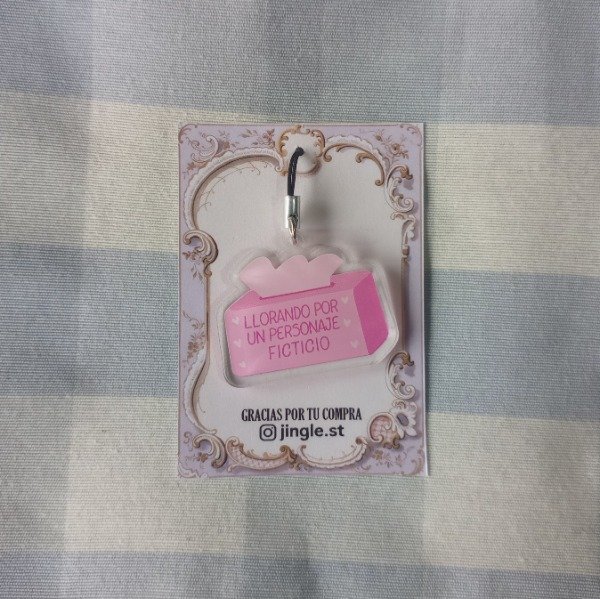 LLORANDO POR
UN PERSONAJE
FICTICIO
GRACIAS POR TU COMPRA
jingle.st